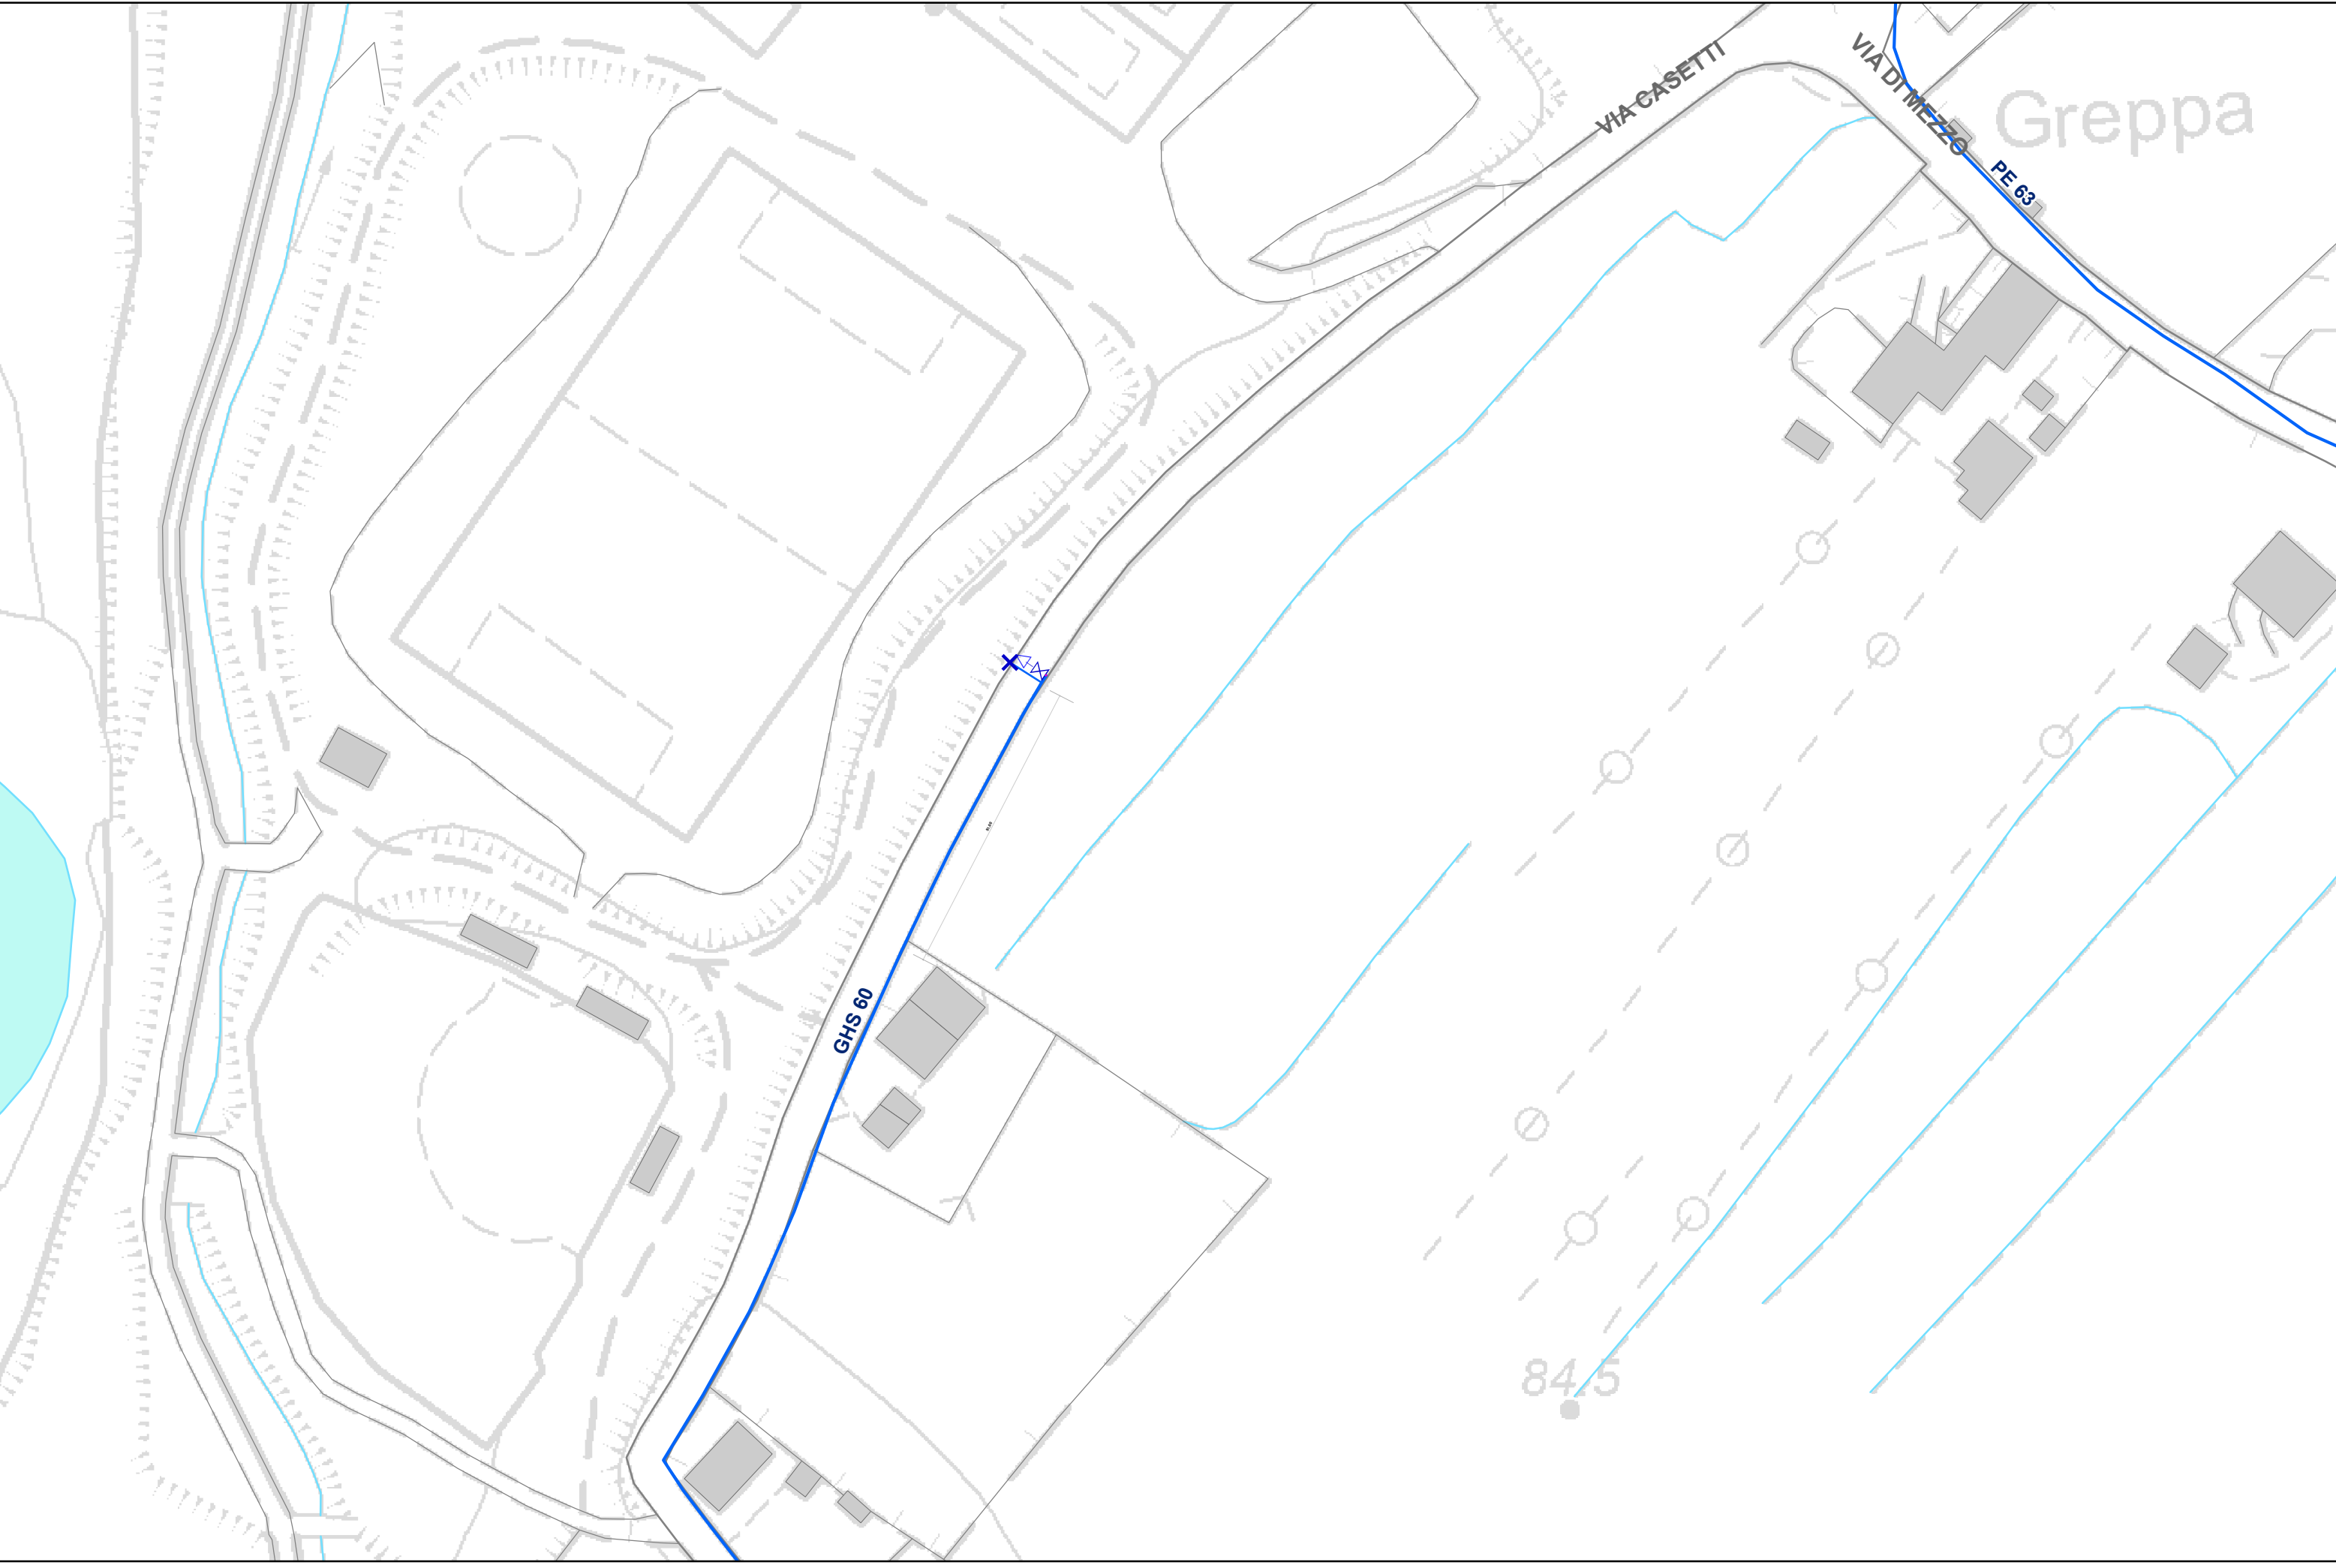 VIA CASETTI
VIA DI MEZZO
Greppa
PE 63
GHS 60
84.5